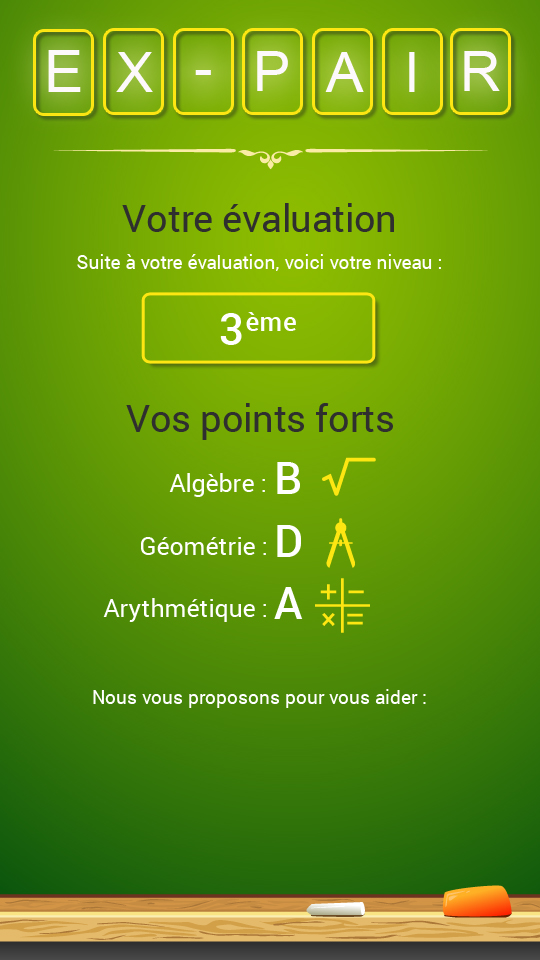 EX-PAIR
Votre évaluation
Suite à votre évaluation, voici votre niveau :
3ème
Vos points forts
Algèbre : B
Géométrie : D
Arythmétique : A
Nous vous proposons pour vous aider :